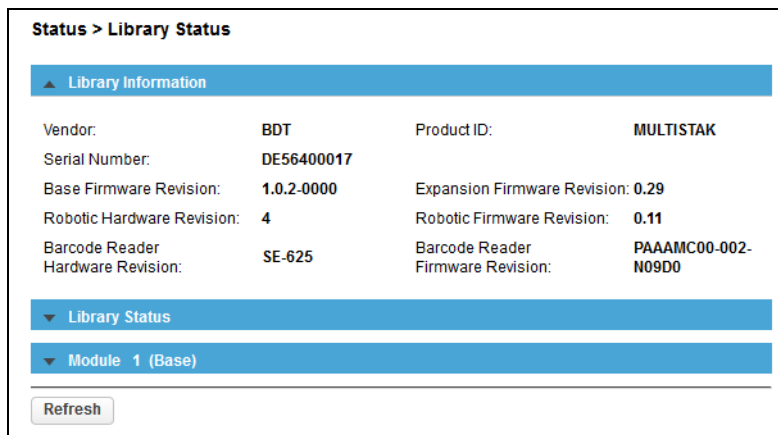 Status > Library Status
Library Information
Vendor: BDT Product ID: MULTISTAK
Serial Number: DE56400017
Base Firmware Revision: 1.0.2-0000 Expansion Firmware Revision: 0.29
Robotic Hardware Revision: 4 Robotic Firmware Revision: 0.11
Barcode Reader Barcode Reader PAAAMC00-002-
Hardware Revision: SE-625 Firmware Revision: N09D0
Library Status
Module 1 (Base)
Refresh